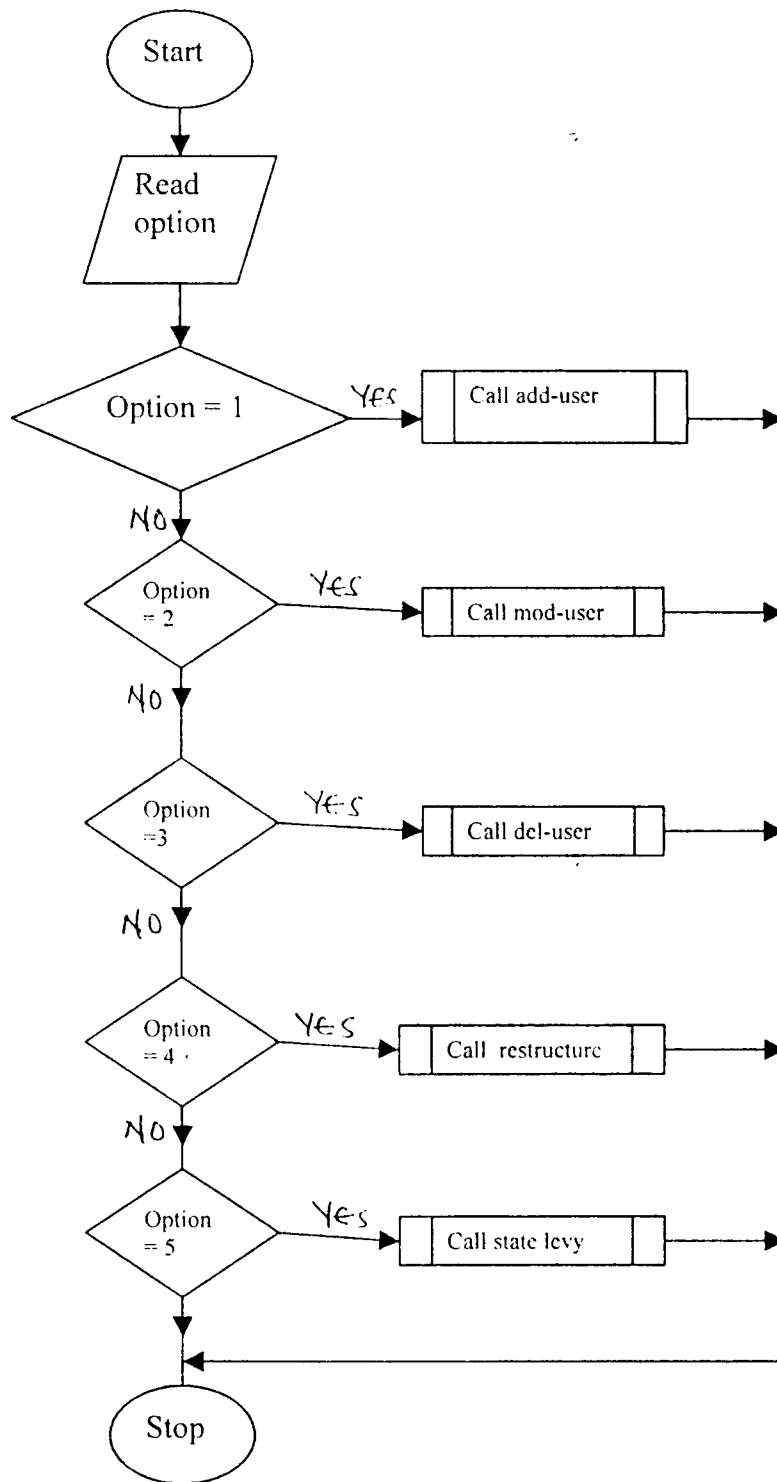 Start
Read
option
Option = 1
YES
Call add-user
NO
Option
= 2
YES
Call mod-user
NO
Option
=3
YES
Call del-user
NO
Option
= 4
YES
Call restructure
NO
Option
= 5
YES
Call state levy
Stop